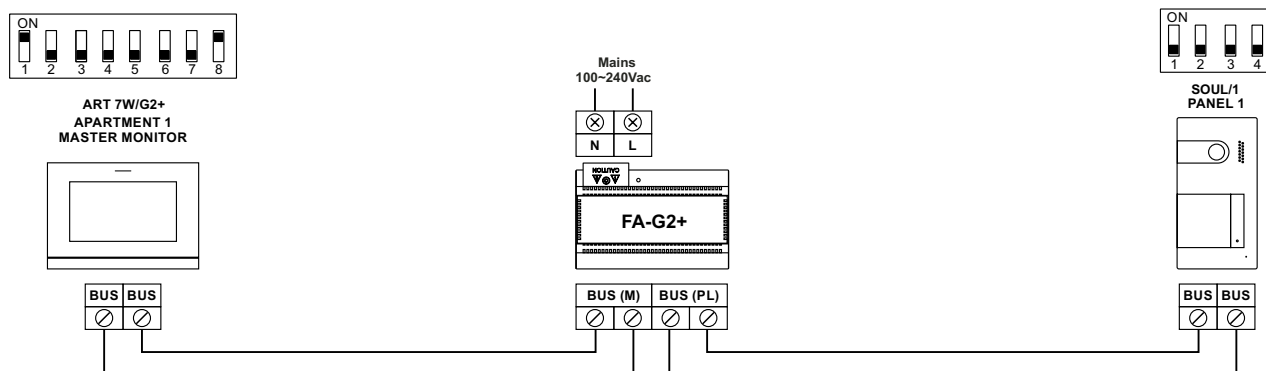 ON
1 2 3 4 5 6 7 8
ART 7W/G2+
APARTMENT 1
MASTER MONITOR
BUS BUS
Mains
100~240Vac
N L
CAUTION
FA-G2+
BUS (M) BUS (PL)
ON
1 2 3 4
SOUL/1
PANEL 1
BUS BUS